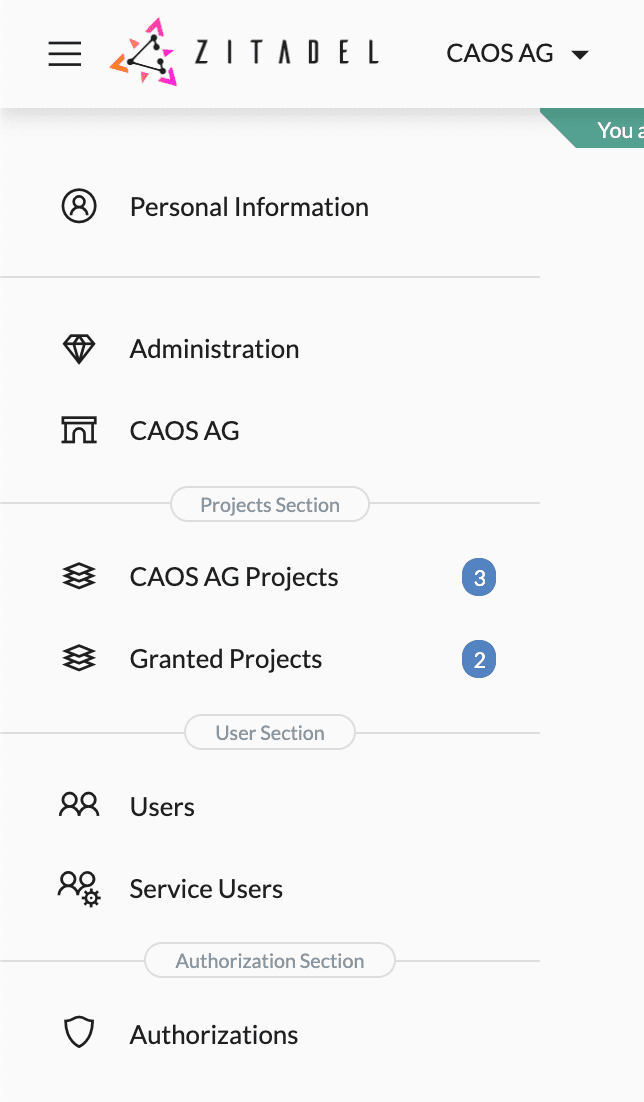 ZITADEL
CAOS AG
You a
Personal Information
Administration
CAOS AG
Projects Section
CAOS AG Projects 3
Granted Projects 2
User Section
Users
Service Users
Authorization Section
Authorizations